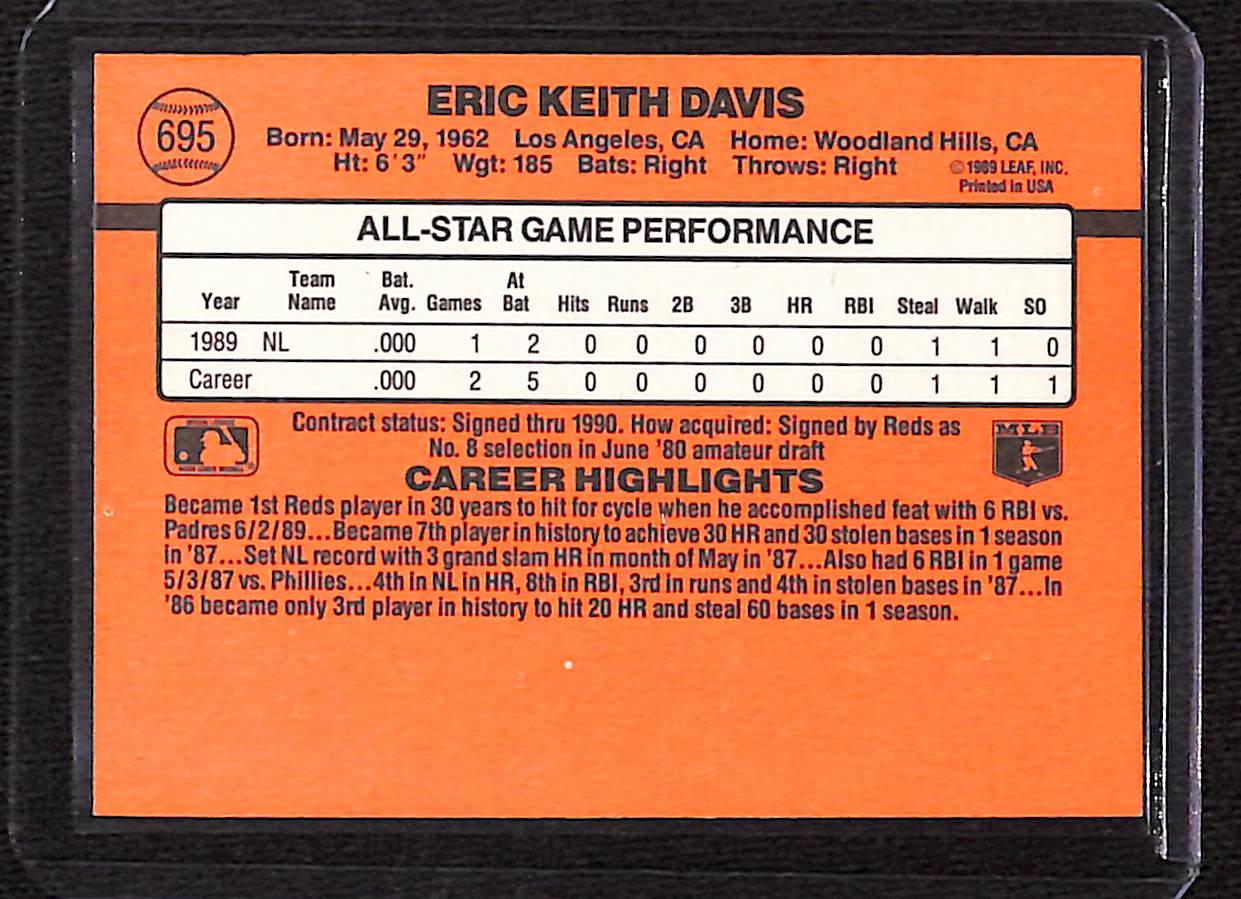 695
ERIC KEITH DAVIS
Born: May 29, 1962 Los Angeles, CA Home: Woodland Hills, CA
Ht: 6'3" Wgt: 185 Bats: Right Throws: Right
©1989 LEAF, INC.
Printed in USA
ALL-STAR GAME PERFORMANCE
Year Team Name Bat. Avg. Games At Bat Hits Runs 2B 3B HR RBI Steal Walk SO
1989 NL .000 1 2 0 0 0 0 0 0 1 1 0
Career .000 2 5 0 0 0 0 0 0 1 1 1
Contract status: Signed thru 1990. How acquired: Signed by Reds as
No. 8 selection in June '80 amateur draft
MLB
CAREER HIGHLIGHTS
Became 1st Reds player in 30 years to hit for cycle when he accomplished feat with 6 RBI vs.
Padres 6/2/89...Became 7th player in history to achieve 30 HR and 30 stolen bases in 1 season
in '87...Set NL record with 3 grand slam HR in month of May in '87...Also had 6 RBI in 1 game
5/3/87 vs. Phillies...4th in NL in HR, 8th in RBI, 3rd in runs and 4th in stolen bases in '87...In
'86 became only 3rd player in history to hit 20 HR and steal 60 bases in 1 season.